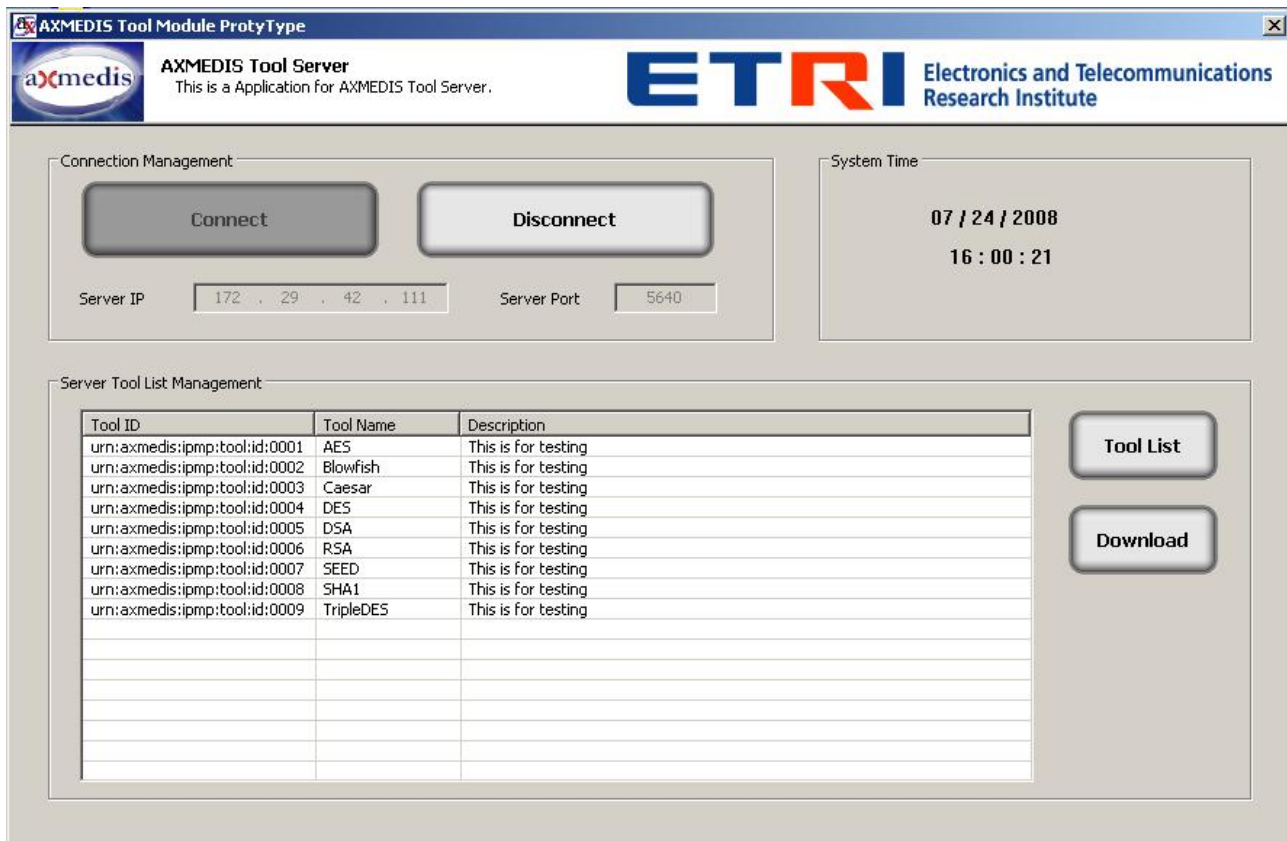 AXMEDIS Tool Module ProtyType
axmedis
AXMEDIS Tool Server
This is a Application for AXMEDIS Tool Server.
ETRI
Electronics and Telecommunications
Research Institute
Connection Management
Connect
Disconnect
Server IP
172 . 29 . 42 . 111
Server Port
5640
System Time
07 / 24 / 2008
16 : 00 : 21
Server Tool List Management
Tool ID Tool Name Description
urn:axmedis:ipmp:tool:id:0001 AES This is for testing
urn:axmedis:ipmp:tool:id:0002 Blowfish This is for testing
urn:axmedis:ipmp:tool:id:0003 Caesar This is for testing
urn:axmedis:ipmp:tool:id:0004 DES This is for testing
urn:axmedis:ipmp:tool:id:0005 DSA This is for testing
urn:axmedis:ipmp:tool:id:0006 RSA This is for testing
urn:axmedis:ipmp:tool:id:0007 SEED This is for testing
urn:axmedis:ipmp:tool:id:0008 SHA1 This is for testing
urn:axmedis:ipmp:tool:id:0009 TripleDES This is for testing
Tool List
Download